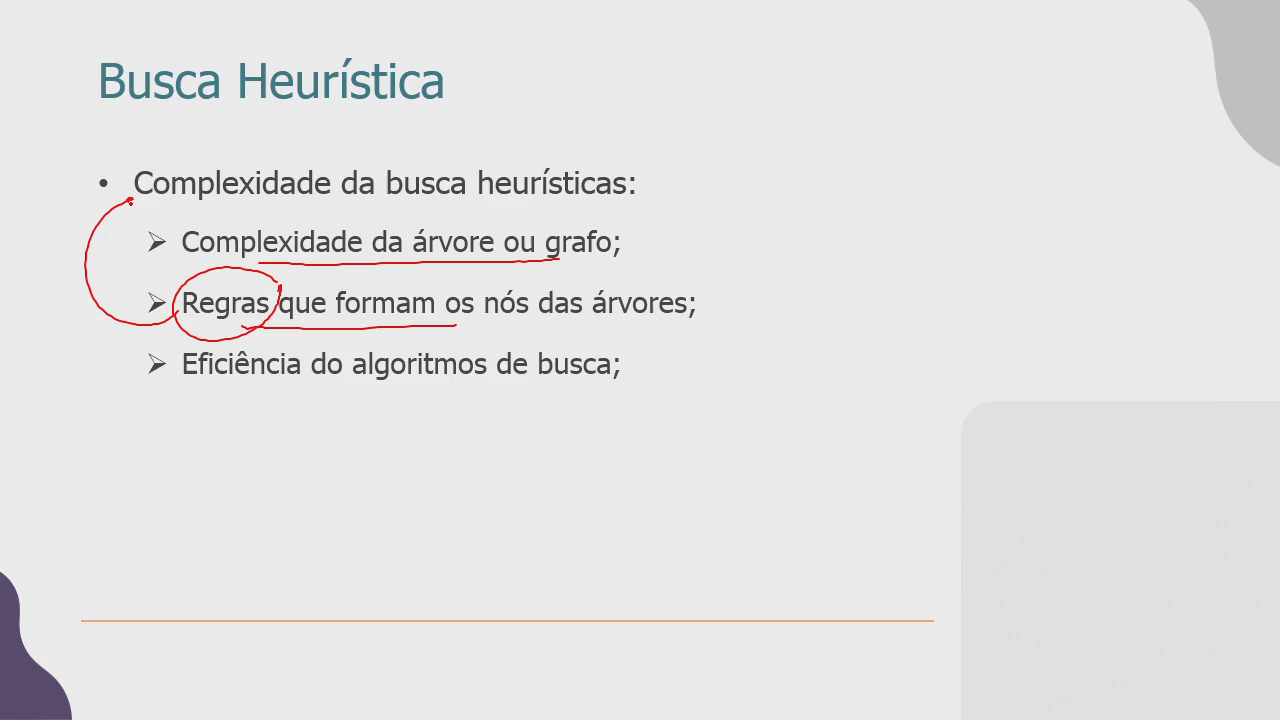 Busca Heurística
• Complexidade da busca heurísticas:
➢ Complexidade da árvore ou grafo;
➢ Regras que formam os nós das árvores;
➢ Eficiência do algoritmos de busca;